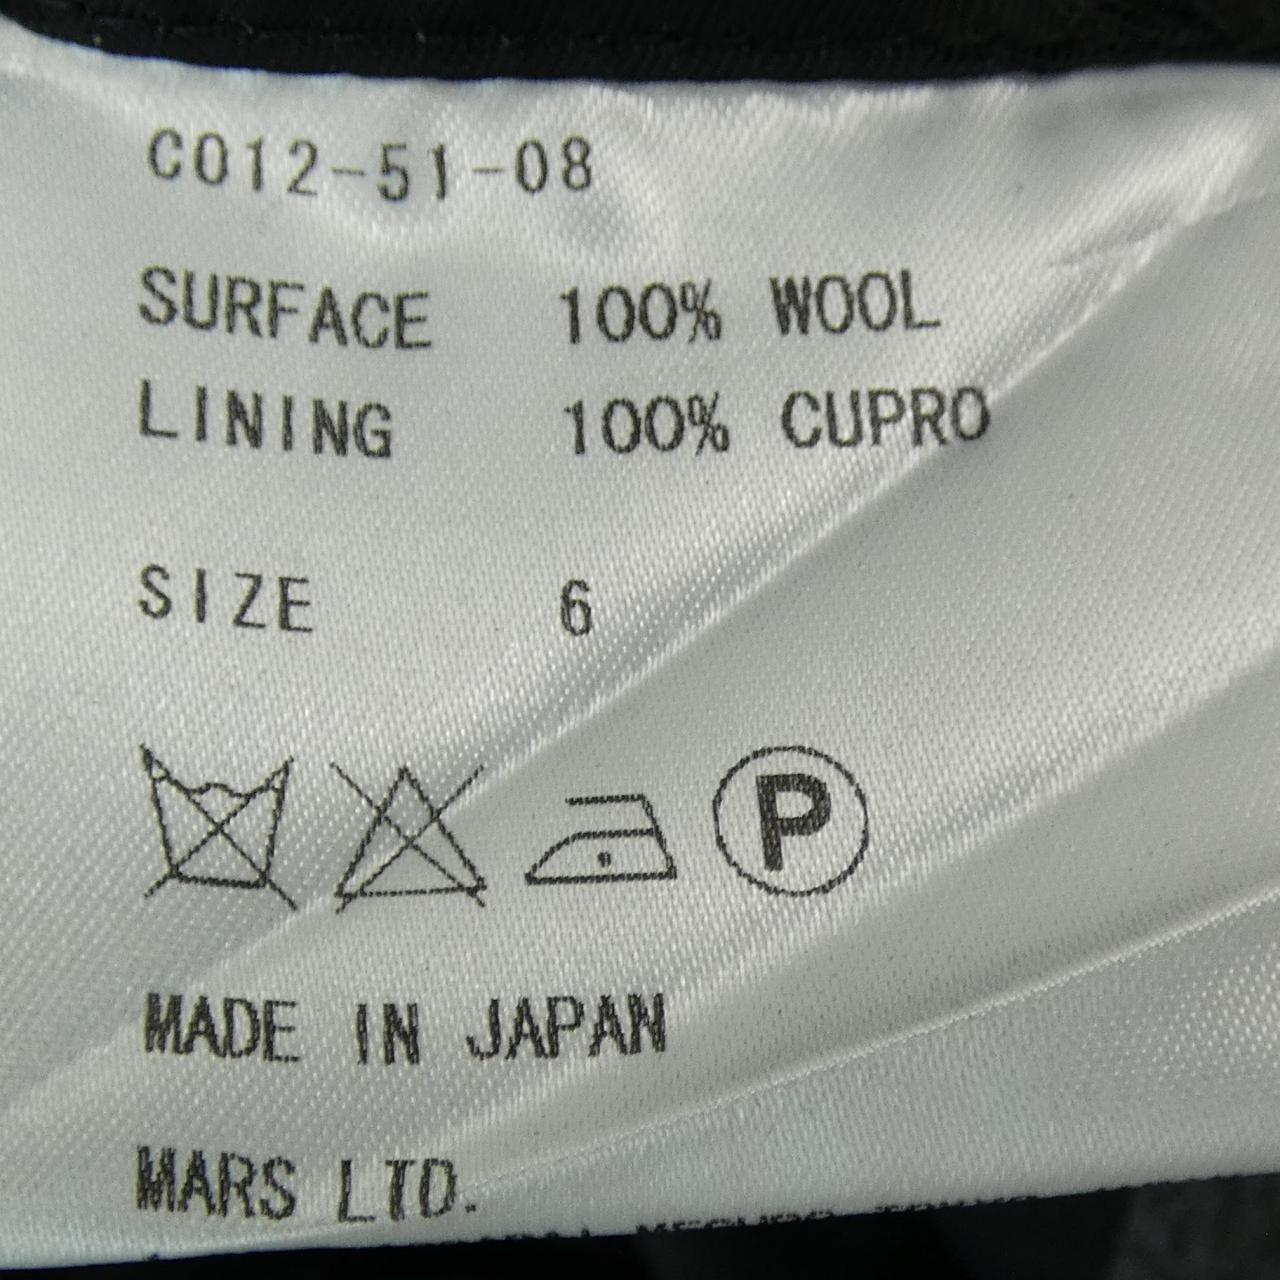 C012-51-08
SURFACE 100% WOOL
LINING 100% CUPRO
SIZE 6
P
MADE IN JAPAN
MARS LTD.